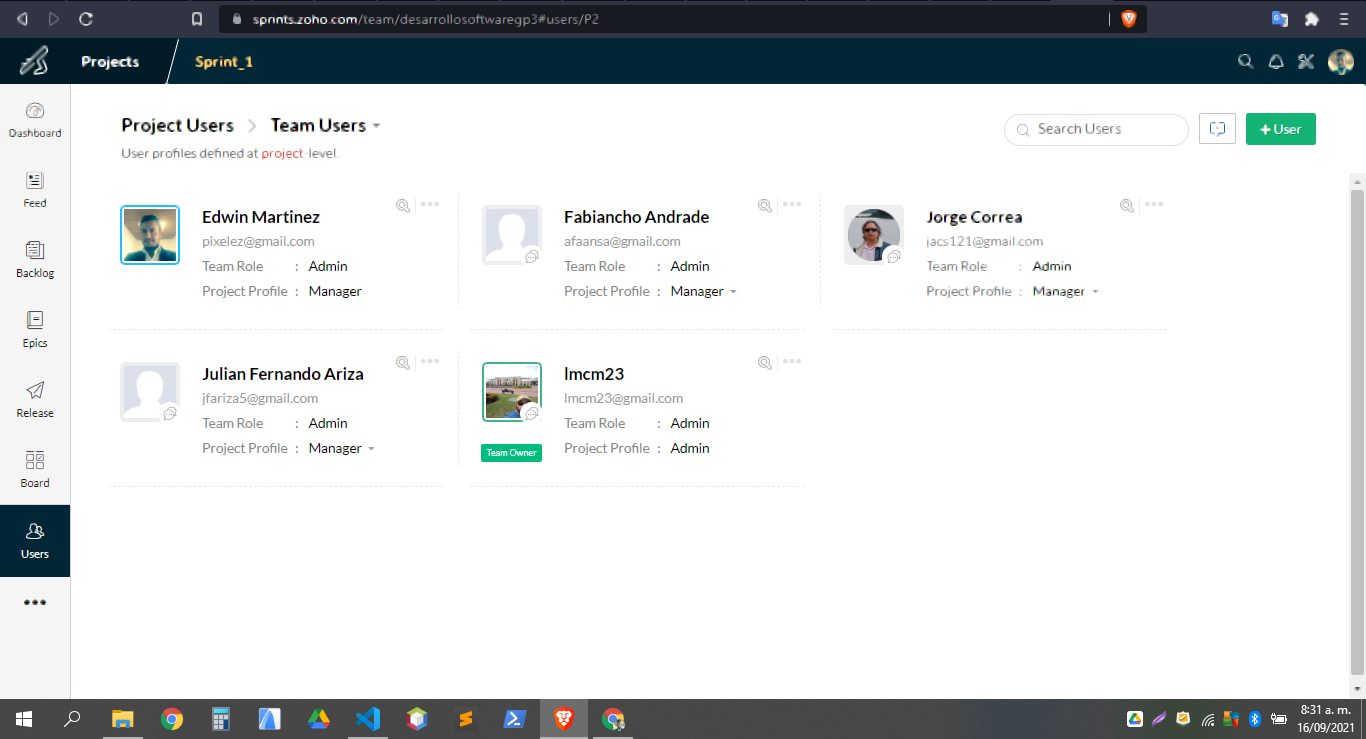 sprints.zoho.com/team/desarrollosoftwaregp3#users/P2
Projects
Sprint_1
Dashboard
Feed
Backlog
Epics
Release
Board
Users
Project Users
Team Users
User profiles defined at project-level.
Search Users
+ User
Edwin Martinez
pixelez@gmail.com
Team Role : Admin
Project Profile : Manager
Fabiancho Andrade
afaansa@gmail.com
Team Role : Admin
Project Profile : Manager
Jorge Correa
jacs121@gmail.com
Team Role : Admin
Project Profile : Manager
Julian Fernando Ariza
jfariza5@gmail.com
Team Role : Admin
Project Profile : Manager
lmcm23
lmcm23@gmail.com
Team Role : Admin
Project Profile : Admin
Team Owner
8:31 a. m.
16/09/2021